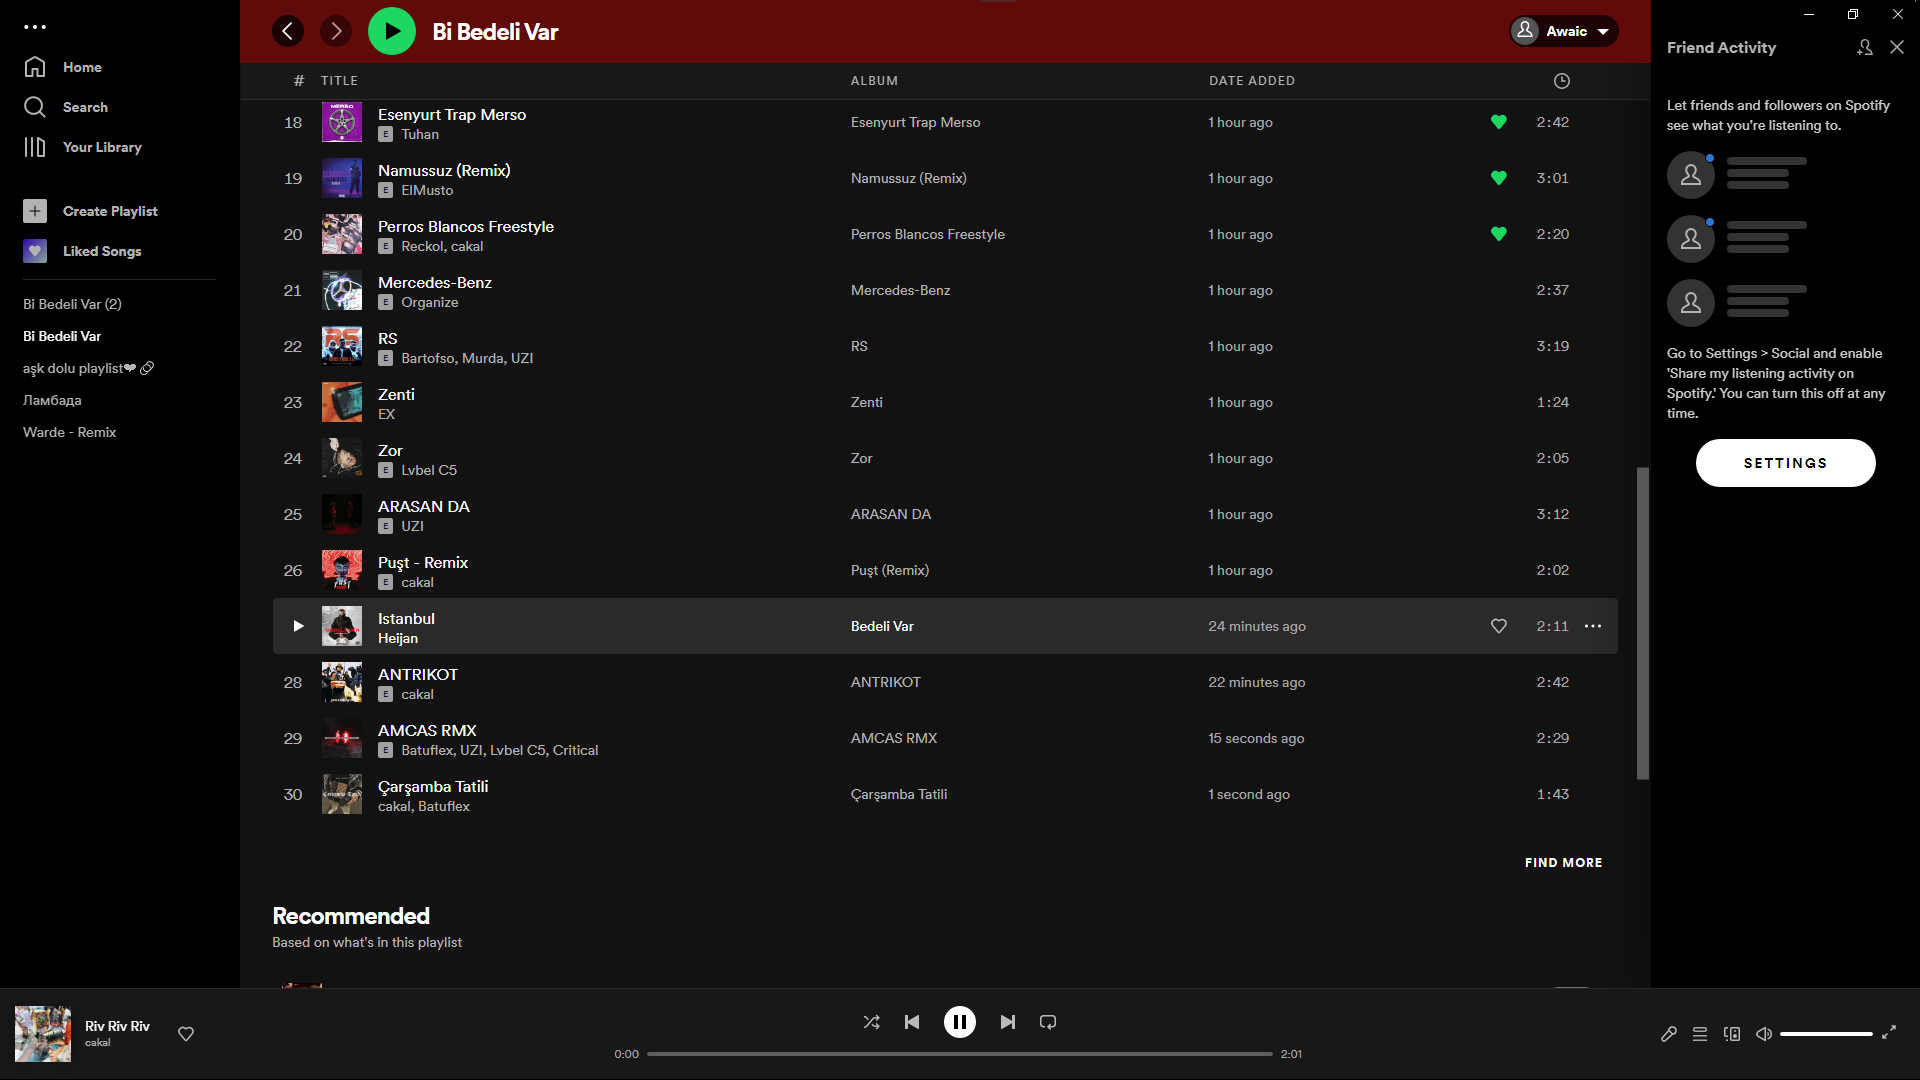 Home
Search
Your Library
Create Playlist
Liked Songs
Bi Bedeli Var (2)
Bi Bedeli Var
aşk dolu playlist❤🔗
Ламбада
Warde - Remix
Bi Bedeli Var
Awaic
# TITLE ALBUM DATE ADDED
18 Esenyurt Trap Merso Esenyurt Trap Merso 1 hour ago 2:42
E Tuhan
19 Namussuz (Remix) Namussuz (Remix) 1 hour ago 3:01
E ElMusto
20 Perros Blancos Freestyle Perros Blancos Freestyle 1 hour ago 2:20
E Reckol, cakal
21 Mercedes-Benz Mercedes-Benz 1 hour ago 2:37
E Organize
22 RS RS 1 hour ago 3:19
E Bartofso, Murda, UZI
23 Zenti Zenti 1 hour ago 1:24
EX
24 Zor Zor 1 hour ago 2:05
E Lvbel C5
25 ARASAN DA ARASAN DA 1 hour ago 3:12
E UZI
26 Puşt - Remix Puşt (Remix) 1 hour ago 2:02
E cakal
Istanbul Bedeli Var 24 minutes ago 2:11
Heijan
28 ANTRIKOT ANTRIKOT 22 minutes ago 2:42
E cakal
29 AMCAS RMX AMCAS RMX 15 seconds ago 2:29
E Batuflex, UZI, Lvbel C5, Critical
30 Çarşamba Tatili Çarşamba Tatili 1 second ago 1:43
cakal, Batuflex
FIND MORE
Recommended
Based on what's in this playlist
Friend Activity
Let friends and followers on Spotify
see what you're listening to.
Go to Settings > Social and enable
'Share my listening activity on
Spotify.' You can turn this off at any
time.
SETTINGS
Riv Riv Riv
cakal
0:00 2:01